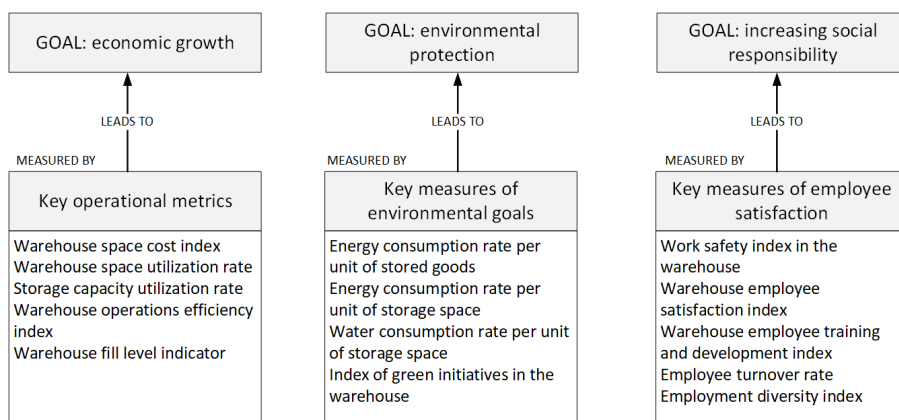 GOAL: economic growth
LEADS TO
MEASURED BY
Key operational metrics
Warehouse space cost index
Warehouse space utilization rate
Storage capacity utilization rate
Warehouse operations efficiency
index
Warehouse fill level indicator
GOAL: environmental
protection
LEADS TO
MEASURED BY
Key measures of
environmental goals
Energy consumption rate per
unit of stored goods
Energy consumption rate per
unit of storage space
Water consumption rate per unit
of storage space
Index of green initiatives in the
warehouse
GOAL: increasing social
responsibility
LEADS TO
MEASURED BY
Key measures of employee
satisfaction
Work safety index in the
warehouse
Warehouse employee
satisfaction index
Warehouse employee training
and development index
Employee turnover rate
Employment diversity index